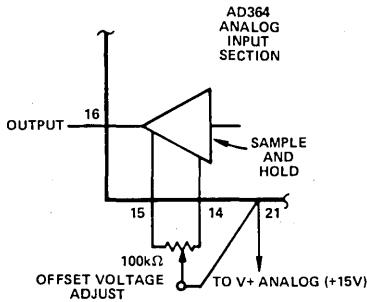 AD364
ANALOG
INPUT
SECTION
16
OUTPUT
SAMPLE
AND
HOLD
15
14
21
100kΩ
OFFSET VOLTAGE
ADJUST
TO V+ ANALOG (+15V)